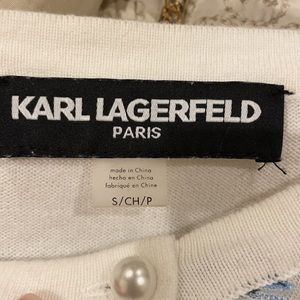 KARL LAGERFELD
PARIS
made in China
hecho en China
fabriqué en Chine
S/CH/P